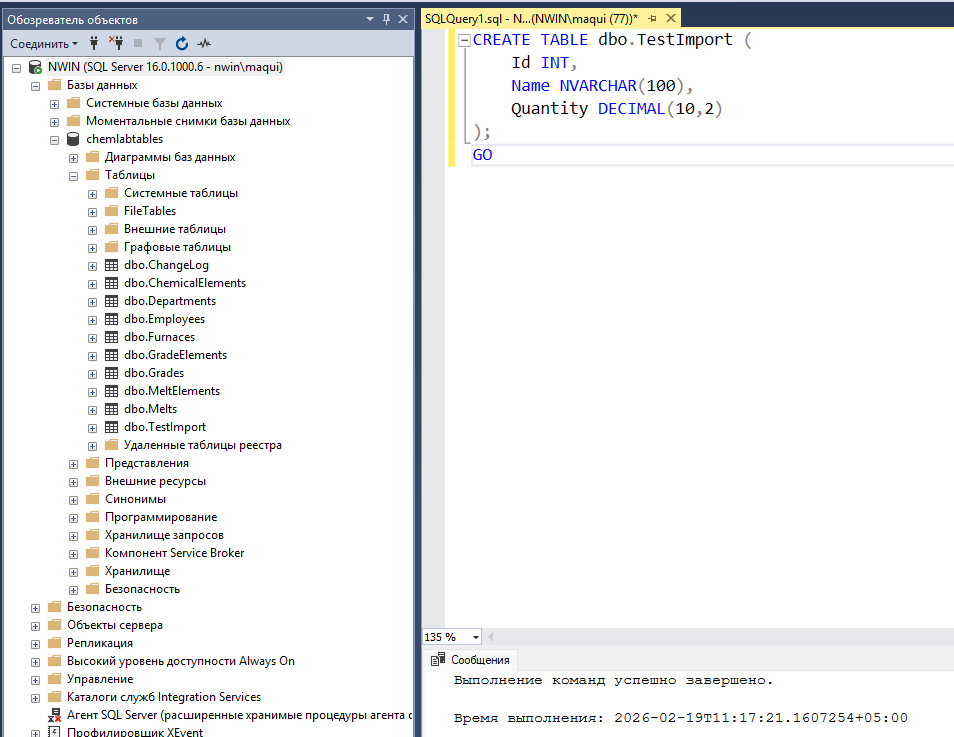 Обозреватель объектов
Соединить
NWIN (SQL Server 16.0.1000.6 - nwin\maqui)
Базы данных
Системные базы данных
Моментальные снимки базы данных
chemlabtables
Диаграммы баз данных
Таблицы
Системные таблицы
FileTables
Внешние таблицы
Графовые таблицы
dbo.ChangeLog
dbo.ChemicalElements
dbo.Departments
dbo.Employees
dbo.Furnaces
dbo.GradeElements
dbo.Grades
dbo.MeltElements
dbo.Melts
dbo.TestImport
Удаленные таблицы реестра
Представления
Внешние ресурсы
Синонимы
Программирование
Хранилище запросов
Компонент Service Broker
Хранилище
Безопасность
Безопасность
Объекты сервера
Репликация
Высокий уровень доступности Always On
Управление
Каталоги служб Integration Services
Агент SQL Server (расширенные хранимые процедуры агента с
Профилировщик XEvent
SQLQuery1.sql - N...(NWIN\maqui (77))*
CREATE TABLE dbo.TestImport (
Id INT,
Name NVARCHAR(100),
Quantity DECIMAL(10,2)
);
GO
135 %
Сообщения
Выполнение команд успешно завершено.
Время выполнения: 2026-02-19T11:17:21.1607254+05:00